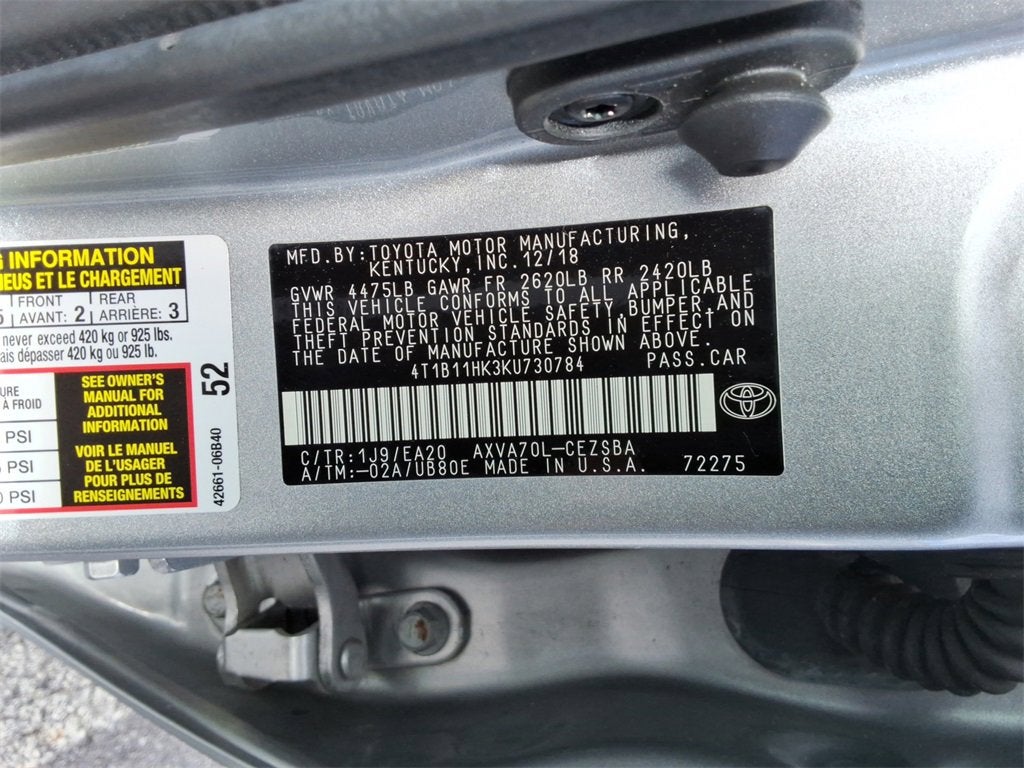 G INFORMATION
NEUS ET LE CHARGEMENT
5 FRONT REAR
AVANT: 2 ARRIÈRE: 3
never exceed 420 kg or 925 lbs.
ais dépasser 420 kg ou 925 lb.
52
URE
À FROID
PSI
PSI
PSI
SEE OWNER'S
MANUAL FOR
ADDITIONAL
INFORMATION
VOIR LE MANUEL
DE L'USAGER
POUR PLUS DE
RENSEIGNEMENTS
42661-06B40
MFD.BY: TOYOTA MOTOR MANUFACTURING,
KENTUCKY, INC. 12/18
GVWR 4475LB GAWR FR 2620LB RR 2420LB
THIS VEHICLE CONFORMS TO ALL APPLICABLE
FEDERAL MOTOR VEHICLE SAFETY,BUMPER,AND
THEFT PREVENTION STANDARDS IN EFFECT ON
THE DATE OF MANUFACTURE SHOWN ABOVE.
4T1B11HK3KU730784 PASS.CAR
C/TR:1J9/EA20 AXVA70L-CEZSBA
A/TM:-02A/UB80E MADE IN U.S.A. 72275